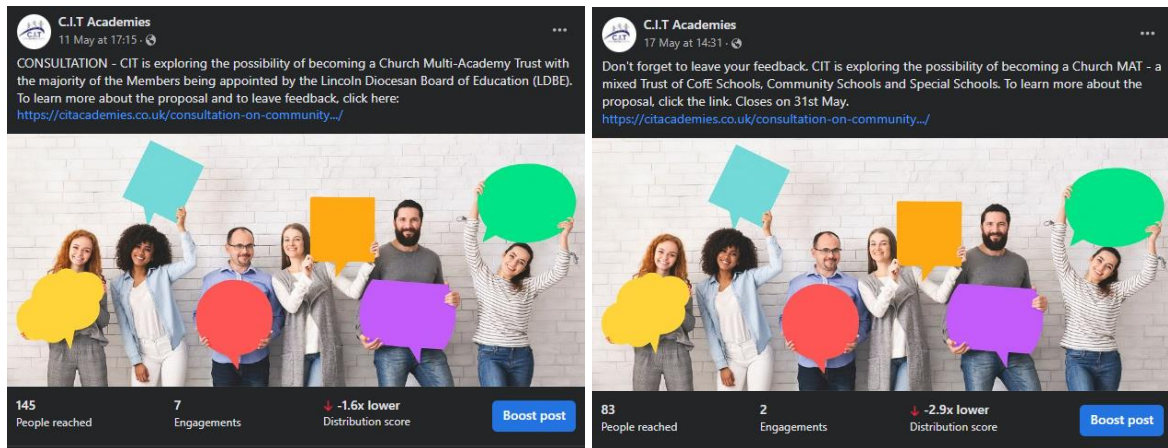 C.I.T Academies
11 May at 17:15 ·
CONSULTATION - CIT is exploring the possibility of becoming a Church Multi-Academy Trust with
the majority of the Members being appointed by the Lincoln Diocesan Board of Education (LDBE).
To learn more about the proposal and to leave feedback, click here:
https://citacademies.co.uk/consultation-on-community.../
145
People reached
7
Engagements
-1.6x lower
Distribution score
Boost post
C.I.T Academies
17 May at 14:31 ·
Don't forget to leave your feedback. CIT is exploring the possibility of becoming a Church MAT - a
mixed Trust of CofE Schools, Community Schools and Special Schools. To learn more about the
proposal, click the link. Closes on 31st May.
https://citacademies.co.uk/consultation-on-community.../
83
People reached
2
Engagements
-2.9x lower
Distribution score
Boost post